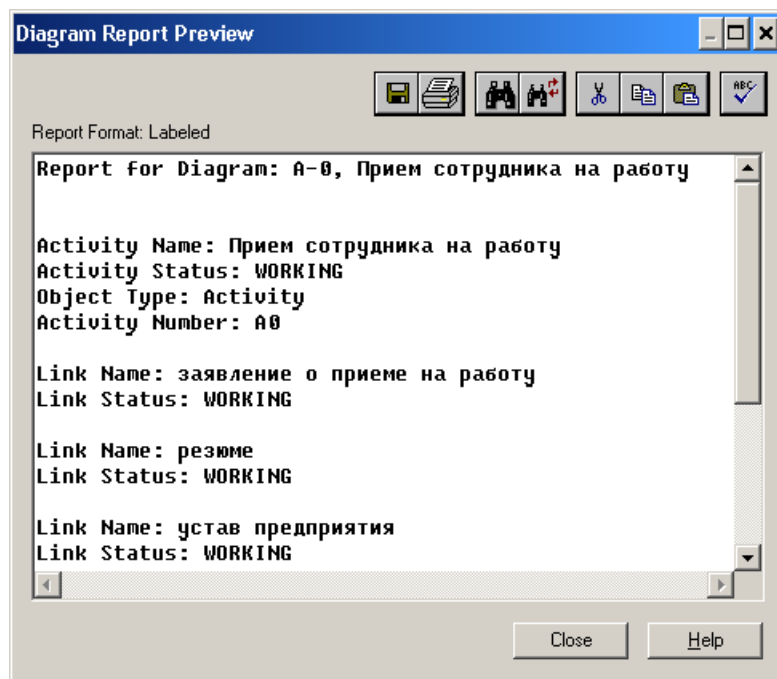 Diagram Report Preview
ABC
Report Format: Labeled
Report for Diagram: A-0, Прием сотрудника на работу
Activity Name: Прием сотрудника на работу
Activity Status: WORKING
Object Type: Activity
Activity Number: A0
Link Name: заявление о приеме на работу
Link Status: WORKING
Link Name: резюме
Link Status: WORKING
Link Name: устав предприятия
Link Status: WORKING
Close Help